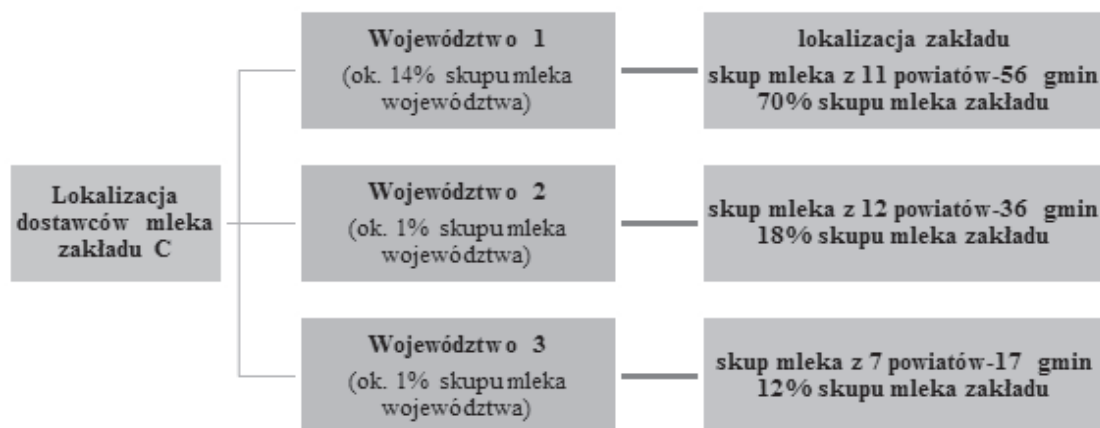 Lokalizacja
dostawców mleka
zakładu C
Województwo 1
(ok. 14% skupu mleka
województwa)
lokalizacja zakładu
skup mleka z 11 powiatów-56 gmin
70% skupu mleka zakładu
Województwo 2
(ok. 1% skupu mleka
województwa)
skup mleka z 12 powiatów-36 gmin
18% skupu mleka zakładu
Województwo 3
(ok. 1% skupu mleka
województwa)
skup mleka z 7 powiatów-17 gmin
12% skupu mleka zakładu